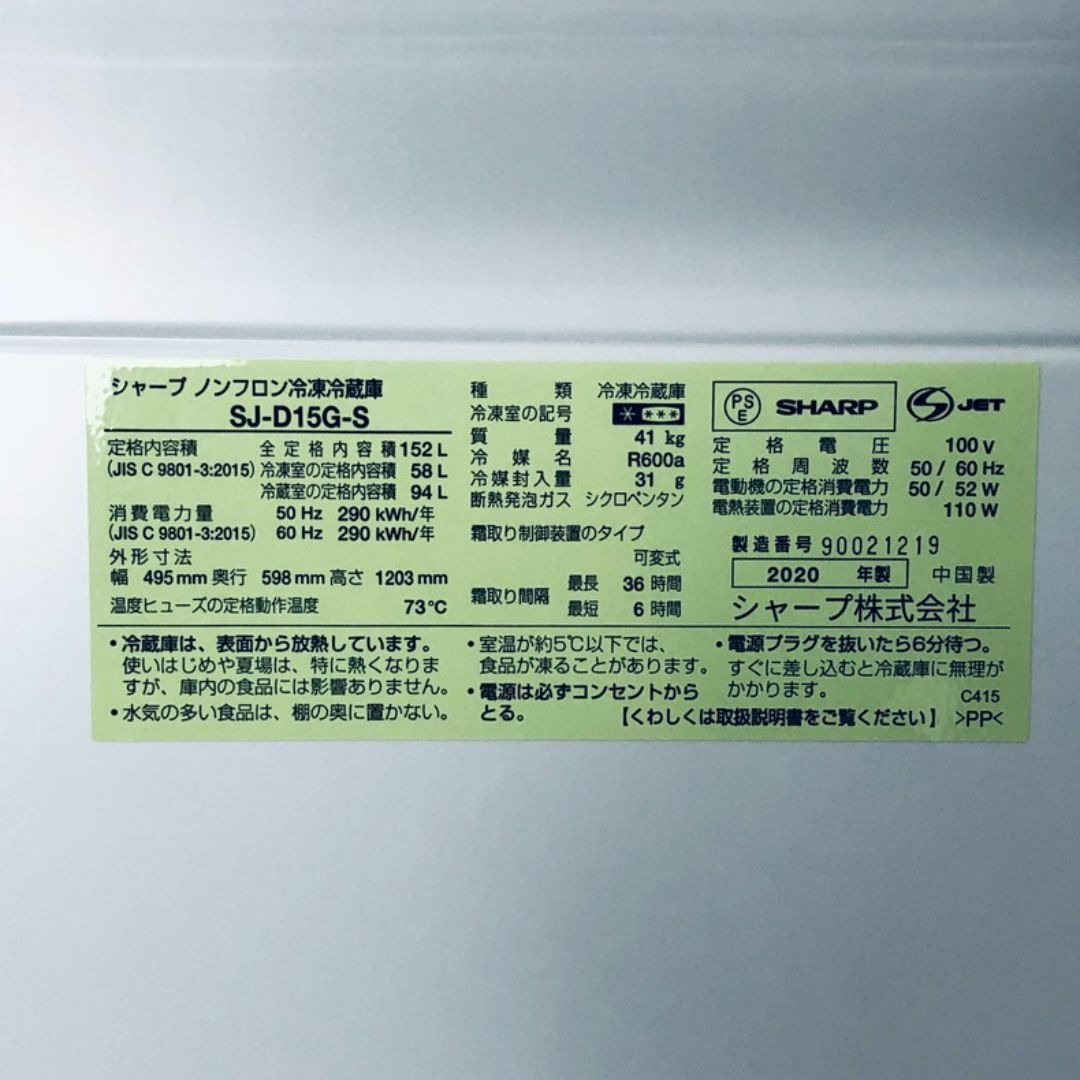 シャープ ノンフロン冷凍冷蔵庫
SJ-D15G-S
定格内容積 全定格内容積 152 L
(JIS C 9801-3:2015) 冷凍室の定格内容積 58 L
冷蔵室の定格内容積 94 L
消費電力量 50 Hz 290 kWh/年
(JIS C 9801-3:2015) 60 Hz 290 kWh/年
外形寸法
幅 495 mm 奥行 598 mm 高さ 1203 mm
温度ヒューズの定格動作温度 73℃
種類 冷凍冷蔵庫
冷凍室の記号 * ***
質量 41 kg
冷媒名 R600a
冷媒封入量 31 g
断熱発泡ガス シクロペンタン
霜取り制御装置のタイプ
可変式
霜取り間隔 最長 36 時間
最短 6 時間
PS E SHARP JET
定格電圧 100 V
定格周波数 50 / 60 Hz
電動機の定格消費電力 50 / 52 W
電熱装置の定格消費電力 110 W
製造番号 90021219
2020 年製 中国製
シャープ株式会社
・冷蔵庫は、表面から放熱しています。
使いはじめや夏場は、特に熱くなりま
すが、庫内の食品には影響ありません。
・水気の多い食品は、棚の奥に置かない。
・室温が約5℃以下では、
食品が凍ることがあります。
・電源は必ずコンセントから
とる。
・電源プラグを抜いたら6分待つ。
すぐに差し込むと冷蔵庫に無理が
かかります。
C415
【くわしくは取扱説明書をご覧ください】 >PP<